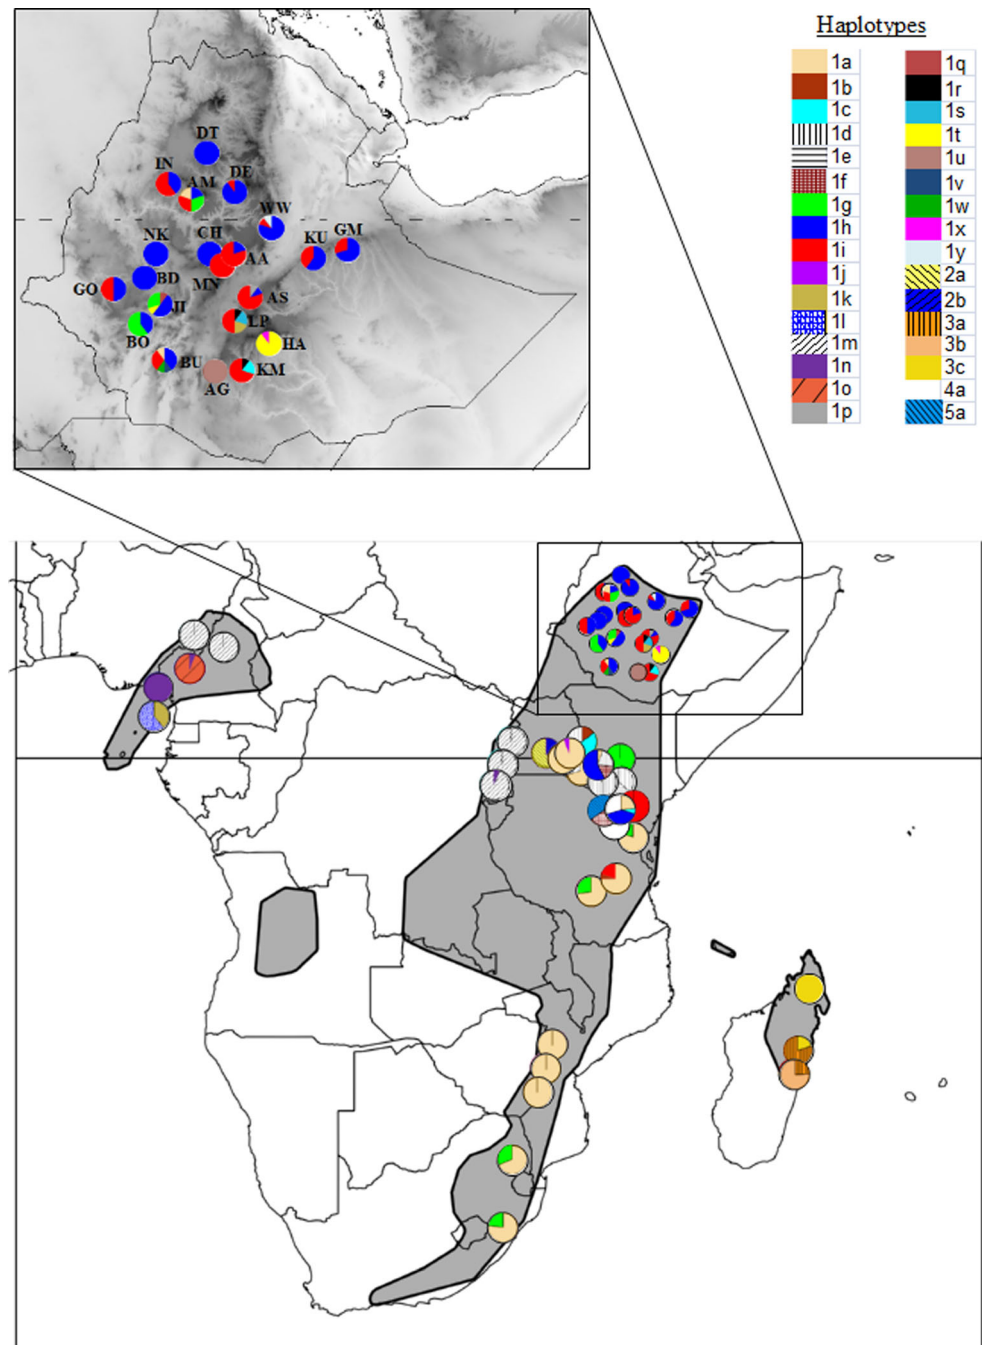 Haplotypes
1a 1q
1b 1r
1c 1s
1d 1t
1e 1u
1f 1v
1g 1w
1h 1x
1i 1y
1j 2a
1k 2b
1l 3a
1m 3b
1n 3c
1o 4a
1p 5a
DT
IN
AM DE
WW
NK CH KU GM
AA
MN
GO BD
JI AS
BO LP
HA
BU
AG KM